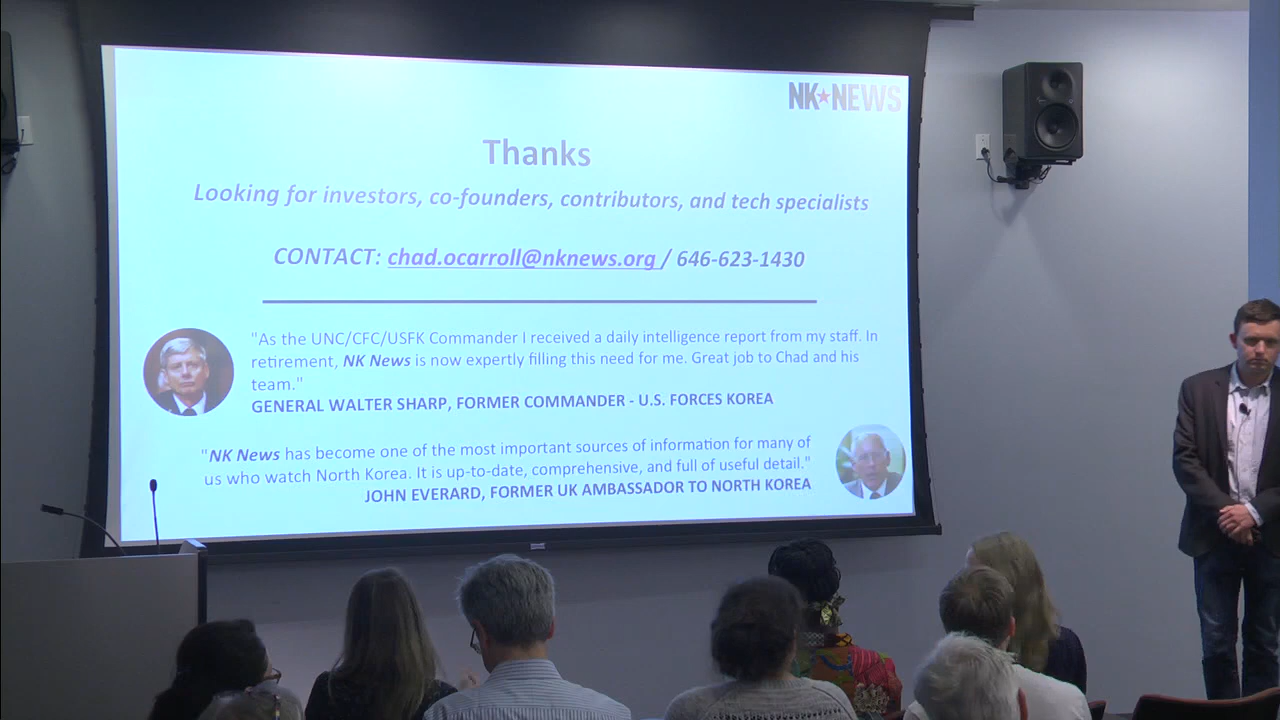 NK★NEWS
Thanks
Looking for investors, co-founders, contributors, and tech specialists
CONTACT: chad.ocarroll@nknews.org / 646-623-1430
"As the UNC/CFC/USFK Commander I received a daily intelligence report from my staff. In
retirement, NK News is now expertly filling this need for me. Great job to Chad and his
team."
GENERAL WALTER SHARP, FORMER COMMANDER - U.S. FORCES KOREA
"NK News has become one of the most important sources of information for many of
us who watch North Korea. It is up-to-date, comprehensive, and full of useful detail."
JOHN EVERARD, FORMER UK AMBASSADOR TO NORTH KOREA